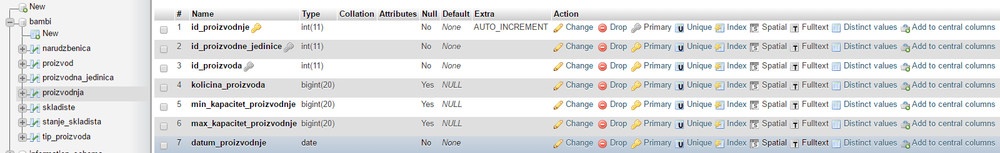 New
bambi
New
narudzbenica
proizvod
proizvodna_jedinica
proizvodnja
skladiste
stanje_skladista
tip_proizvoda
information_schema
# Name Type Collation Attributes Null Default Extra Action
1 id_proizvodnje int(11) No None AUTO_INCREMENT Change Drop Primary Unique Index Spatial Fulltext Distinct values Add to central columns
2 id_proizvodne_jedinice int(11) No None Change Drop Primary Unique Index Spatial Fulltext Distinct values Add to central columns
3 id_proizvoda int(11) No None Change Drop Primary Unique Index Spatial Fulltext Distinct values Add to central columns
4 kolicina_proizvoda bigint(20) Yes NULL Change Drop Primary Unique Index Spatial Fulltext Distinct values Add to central columns
5 min_kapacitet_proizvodnje bigint(20) Yes NULL Change Drop Primary Unique Index Spatial Fulltext Distinct values Add to central columns
6 max_kapacitet_proizvodnje bigint(20) Yes NULL Change Drop Primary Unique Index Spatial Fulltext Distinct values Add to central columns
7 datum_proizvodnje date No None Change Drop Primary Unique Index Spatial Fulltext Distinct values Add to central columns